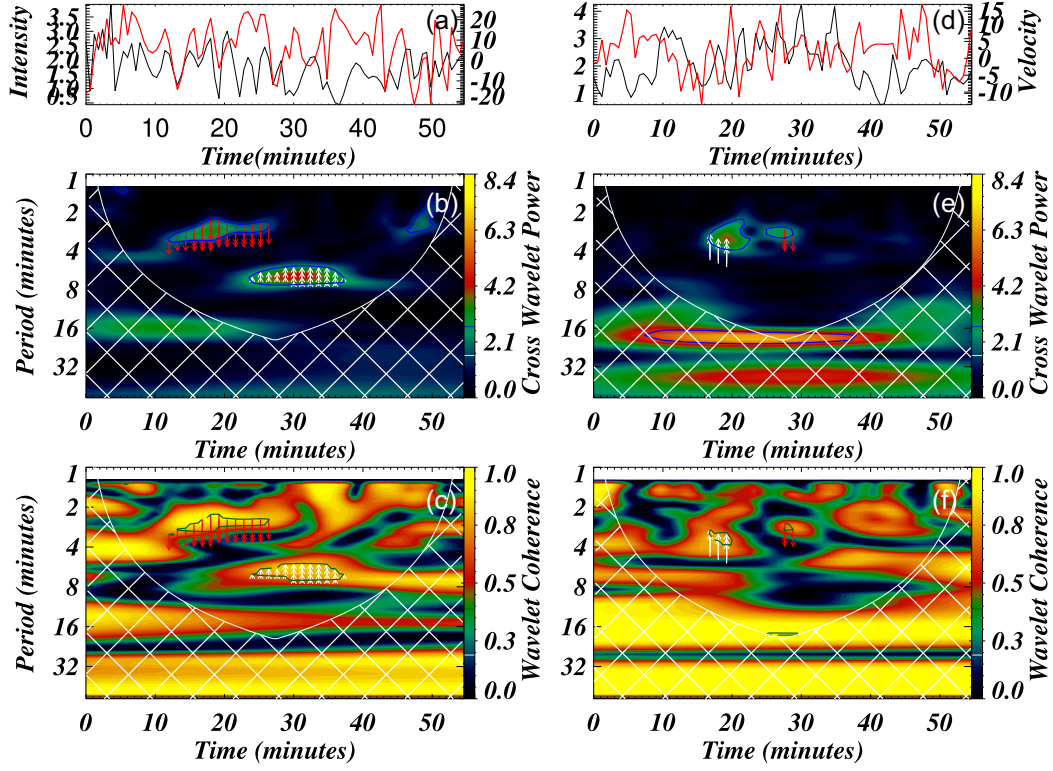 Intensity
3.5
3.0
2.5
2.0
1.5
1.0
0.5
(a)
20
10
0
-10
-20
0 10 20 30 40 50
Time(minutes)
4
3
2
1
(d)
15
10
5
0
-5
-10
Velocity
0 10 20 30 40 50
Time(minutes)
Period (minutes)
1
2
4
8
16
32
(b)
8.4
6.3
4.2
2.1
0.0
Cross Wavelet Power
0 10 20 30 40 50
Time (minutes)
1
2
4
8
16
32
(e)
8.4
6.3
4.2
2.1
0.0
Cross Wavelet Power
0 10 20 30 40 50
Time (minutes)
Period (minutes)
1
2
4
8
16
32
(c)
1.0
0.8
0.5
0.3
0.0
Wavelet Coherence
0 10 20 30 40 50
Time (minutes)
1
2
4
8
16
32
(f)
1.0
0.8
0.5
0.3
0.0
Wavelet Coherence
0 10 20 30 40 50
Time (minutes)